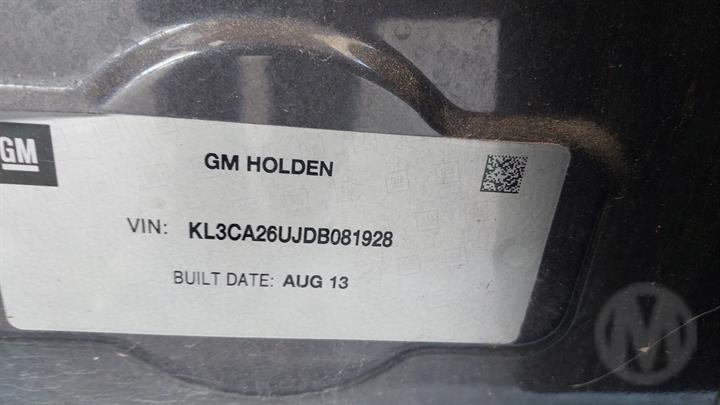 GM
GM HOLDEN
VIN: KL3CA26UJDB081928
BUILT DATE: AUG 13
M